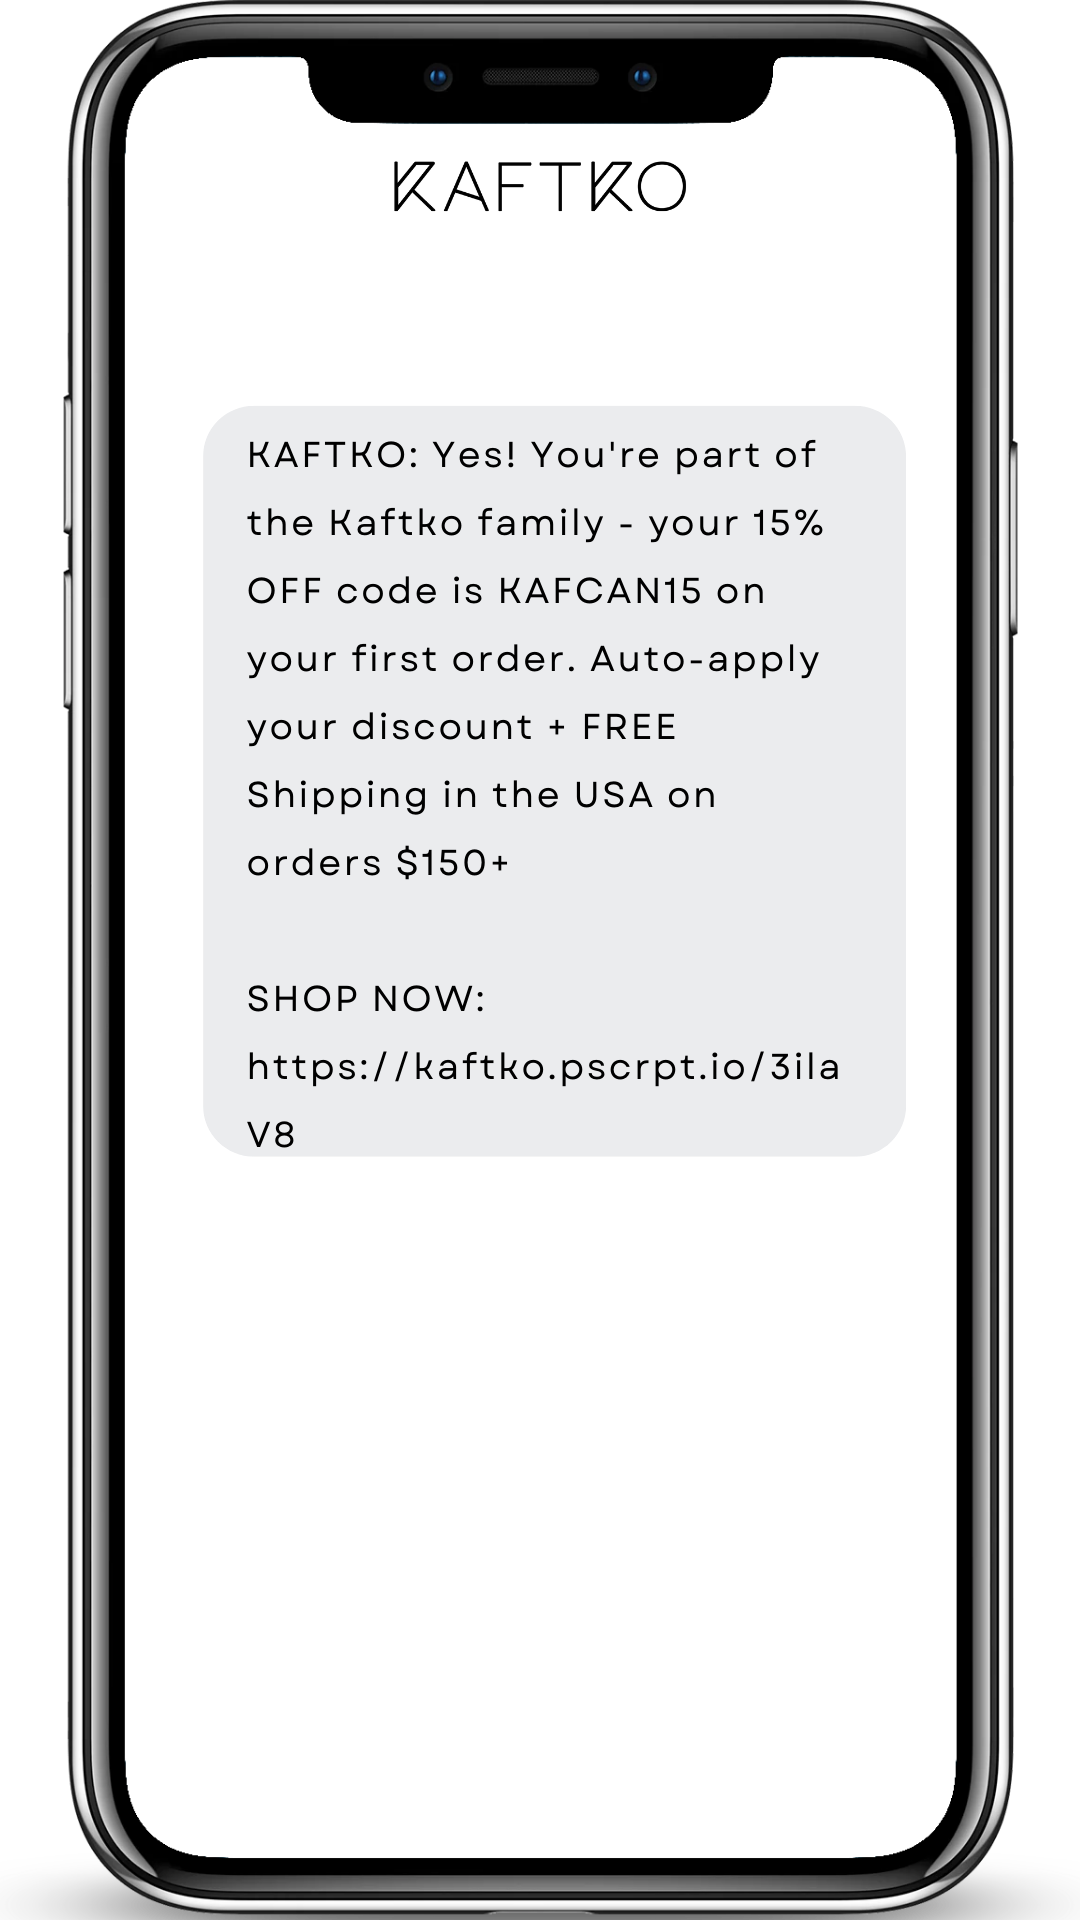 KAFTKO
KAFTKO: Yes! You're part of
the Kaftko family - your 15%
OFF code is KAFCAN15 on
your first order. Auto-apply
your discount + FREE
Shipping in the USA on
orders $150+
SHOP NOW:
https://kaftko.pscrpt.io/3ila
V8